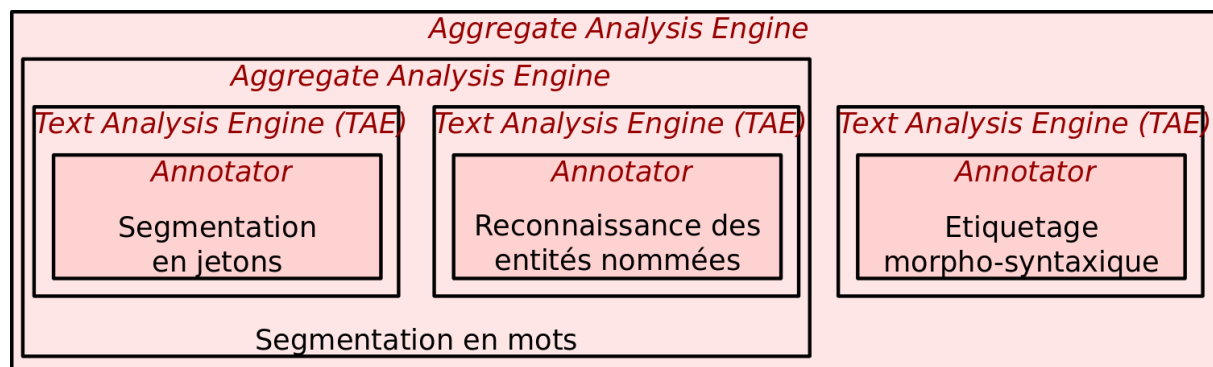 Aggregate Analysis Engine
Aggregate Analysis Engine
Text Analysis Engine (TAE)
Annotator
Segmentation
en jetons
Text Analysis Engine (TAE)
Annotator
Reconnaissance des
entités nommées
Segmentation en mots
Text Analysis Engine (TAE)
Annotator
Etiquetage
morpho-syntaxique